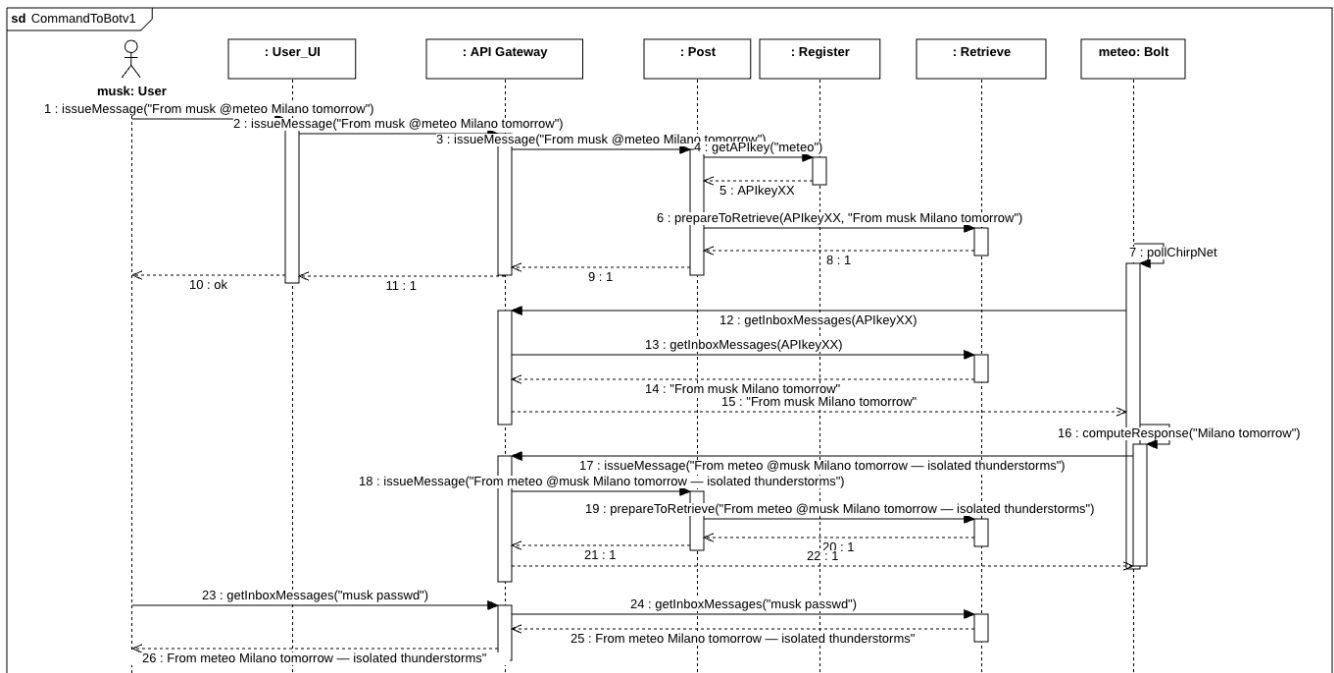 sd CommandToBotv1
: User_UI
: API Gateway
: Post
: Register
: Retrieve
meteo: Bolt
musk: User
1 : issueMessage("From musk @meteo Milano tomorrow")
2 : issueMessage("From musk @meteo Milano tomorrow")
3 : issueMessage("From musk @meteo Milano tomorrow")
4 : getAPIkey("meteo")
5 : APIkeyXX
6 : prepareToRetrieve(APIkeyXX, "From musk Milano tomorrow")
7 : pollChirpNet
8 : 1
9 : 1
10 : ok
11 : 1
12 : getInboxMessages(APIkeyXX)
13 : getInboxMessages(APIkeyXX)
14 : "From musk Milano tomorrow"
15 : "From musk Milano tomorrow"
16 : computeResponse("Milano tomorrow")
17 : issueMessage("From meteo @musk Milano tomorrow — isolated thunderstorms")
18 : issueMessage("From meteo @musk Milano tomorrow — isolated thunderstorms")
19 : prepareToRetrieve("From meteo @musk Milano tomorrow — isolated thunderstorms")
20 : 1
21 : 1
22 : 1
23 : getInboxMessages("musk passwd")
24 : getInboxMessages("musk passwd")
25 : From meteo Milano tomorrow — isolated thunderstorms"
26 : From meteo Milano tomorrow — isolated thunderstorms"